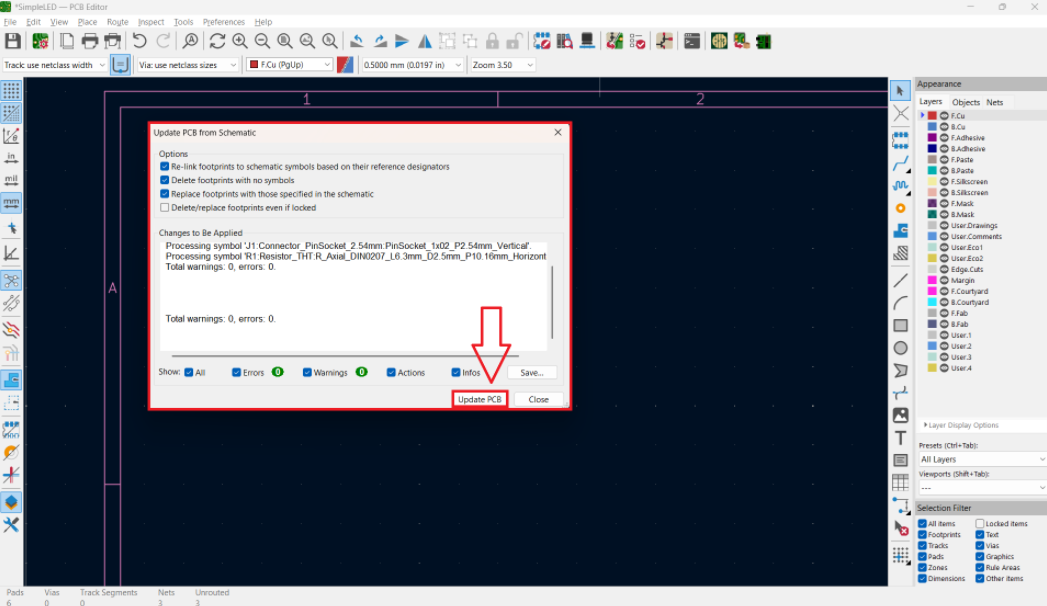 *SimpleLED — PCB Editor
File Edit View Place Route Inspect Tools Preferences Help
Track: use netclass width Via: use netclass sizes F.Cu (PgUp) 0.5000 mm (0.0197 in) Zoom 3.50
in
mil
mm
1 2
A
Update PCB from Schematic
Options
Re-link footprints to schematic symbols based on their reference designators
Delete footprints with no symbols
Replace footprints with those specified in the schematic
Delete/replace footprints even if locked
Changes to Be Applied
Processing symbol 'J1:Connector_PinSocket_2.54mm:PinSocket_1x02_P2.54mm_Vertical'.
Processing symbol 'R1:Resistor_THT:R_Axial_DIN0207_L6.3mm_D2.5mm_P10.16mm_Horizont
Total warnings: 0, errors: 0.
Total warnings: 0, errors: 0.
Show: All Errors 0 Warnings 0 Actions Infos Save...
Update PCB Close
Appearance
Layers Objects Nets
F.Cu
B.Cu
F.Adhesive
B.Adhesive
F.Paste
B.Paste
F.Silkscreen
B.Silkscreen
F.Mask
B.Mask
User.Drawings
User.Comments
User.Eco1
User.Eco2
Edge.Cuts
Margin
F.Courtyard
B.Courtyard
F.Fab
B.Fab
User.1
User.2
User.3
User.4
Layer Display Options
Presets (Ctrl+Tab):
All Layers
Viewports (Shift+Tab):
---
Selection Filter
All items Locked items
Footprints Text
Tracks Vias
Pads Graphics
Zones Rule Areas
Dimensions Other items
Pads Vias Track Segments Nets Unrouted
6 0 0 3 3